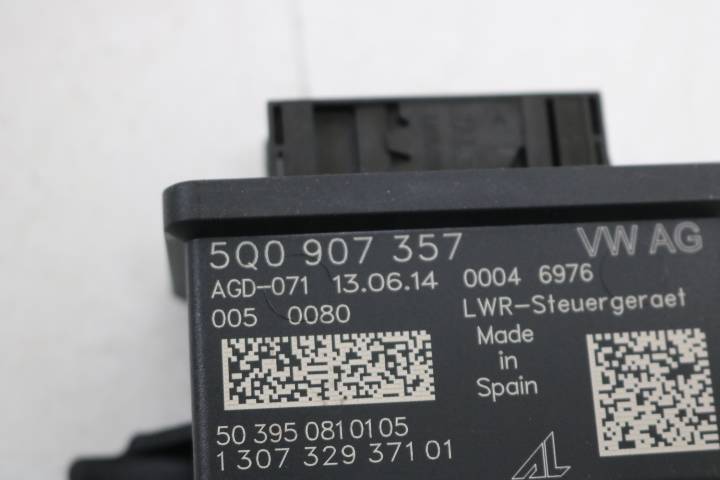 5Q0 907 357 VW AG
AGD-071 13.06.14 0004 6976
005 0080 LWR-Steuergeraet
Made
in
Spain
50 395 081 01 05
1 307 329 371 01
AL